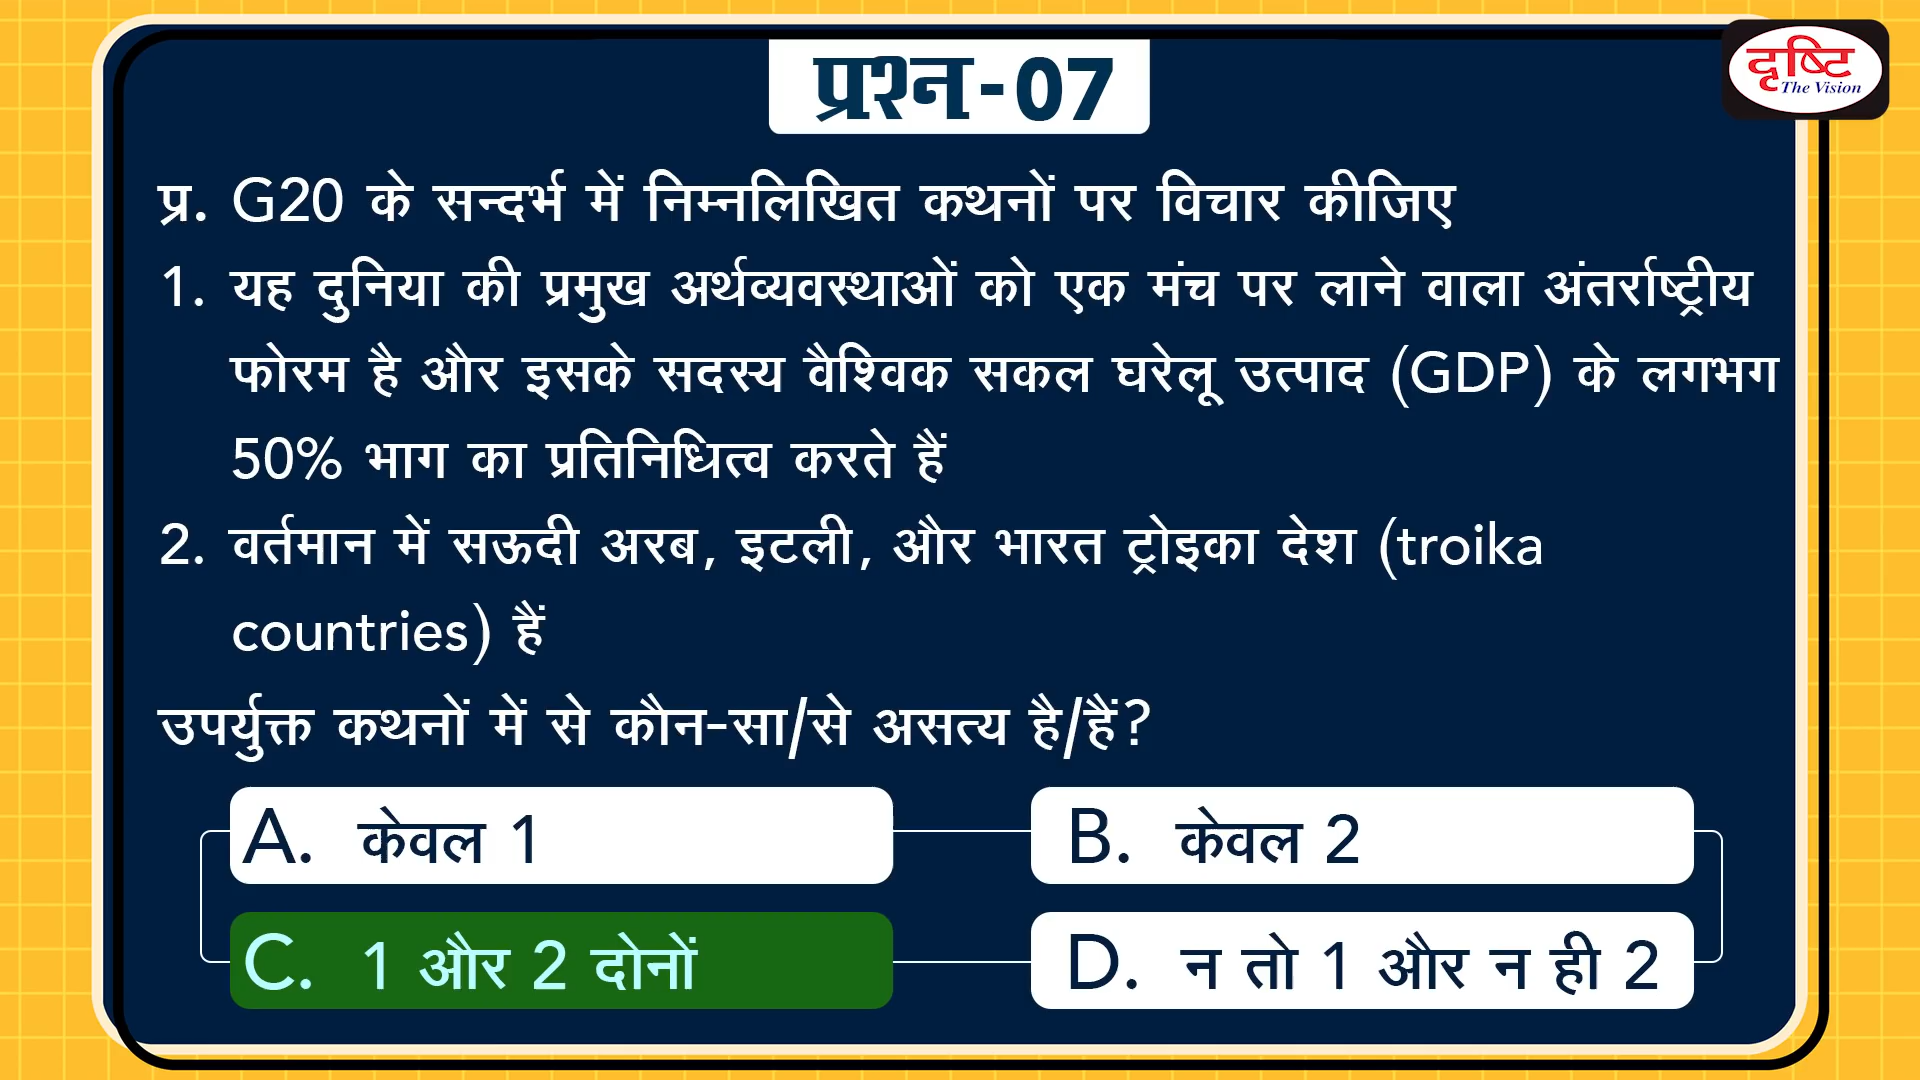 प्रश्न-07
दृष्टि
The Vision
प्र. G20 के सन्दर्भ में निम्नलिखित कथनों पर विचार कीजिए
1. यह दुनिया की प्रमुख अर्थव्यवस्थाओं को एक मंच पर लाने वाला अंतर्राष्ट्रीय
फोरम है और इसके सदस्य वैश्विक सकल घरेलू उत्पाद (GDP) के लगभग
50% भाग का प्रतिनिधित्व करते हैं
2. वर्तमान में सऊदी अरब, इटली, और भारत ट्रोइका देश (troika
countries) हैं
उपर्युक्त कथनों में से कौन-सा/से असत्य है/हैं?
A. केवल 1
B. केवल 2
C. 1 और 2 दोनों
D. न तो 1 और न ही 2